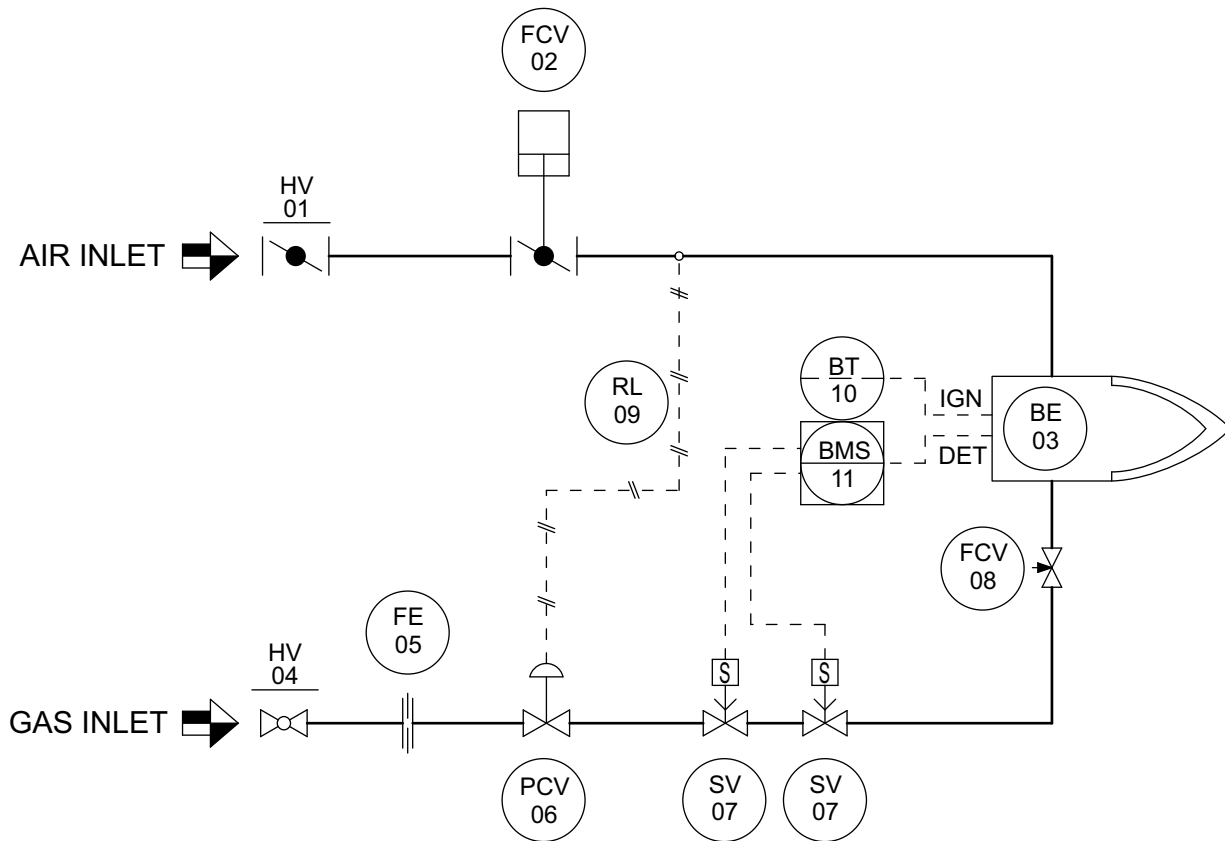 FCV
02
HV
01
AIR INLET
BT
10
RL
09
IGN
BE
03
BMS
11
DET
FCV
08
FE
05
HV
04
S
S
GAS INLET
PCV
06
SV
07
SV
07